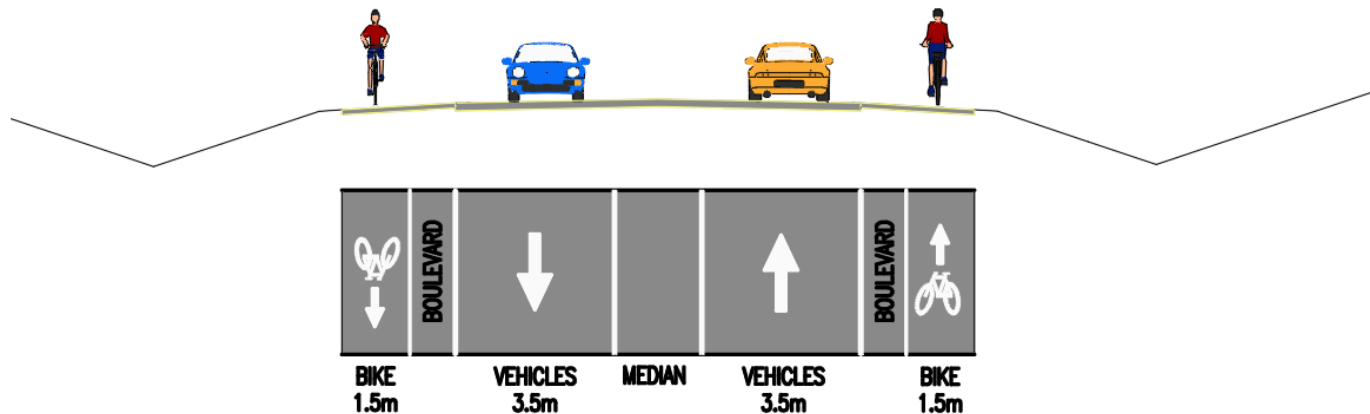 BOULEVARD
BOULEVARD
BIKE
1.5m
VEHICLES
3.5m
MEDIAN
VEHICLES
3.5m
BIKE
1.5m